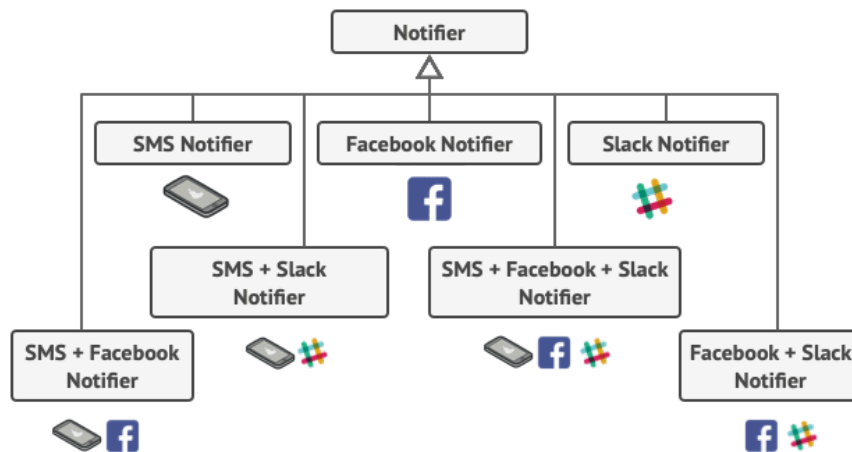 Notifier
SMS Notifier
Facebook Notifier
Slack Notifier
SMS + Slack
Notifier
SMS + Facebook + Slack
Notifier
SMS + Facebook
Notifier
Facebook + Slack
Notifier